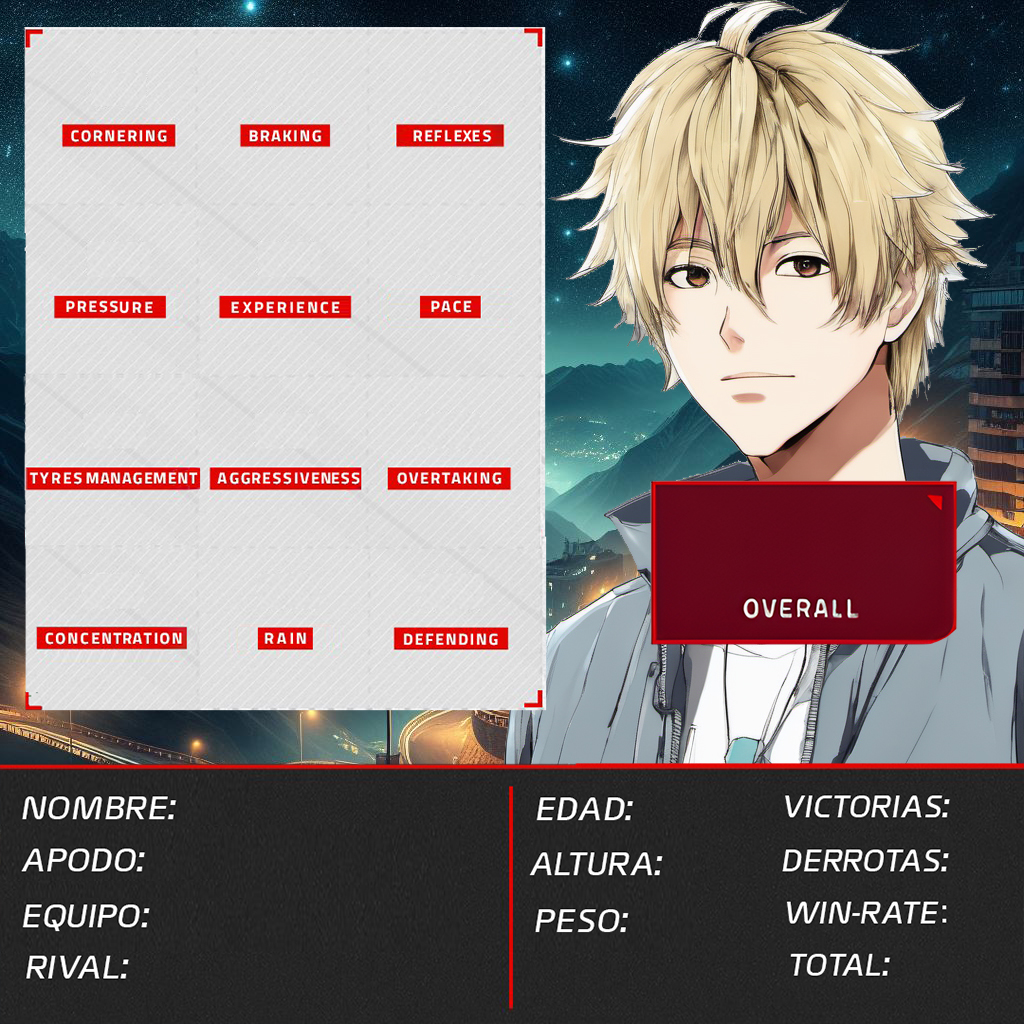 CORNERING BRAKING REFLEXES
PRESSURE EXPERIENCE PACE
TYRES MANAGEMENT AGGRESSIVENESS OVERTAKING
OVERALL
CONCENTRATION RAIN DEFENDING
NOMBRE:
APODO:
EQUIPO:
RIVAL:
EDAD:
ALTURA:
PESO:
VICTORIAS:
DERROTAS:
WIN-RATE:
TOTAL: